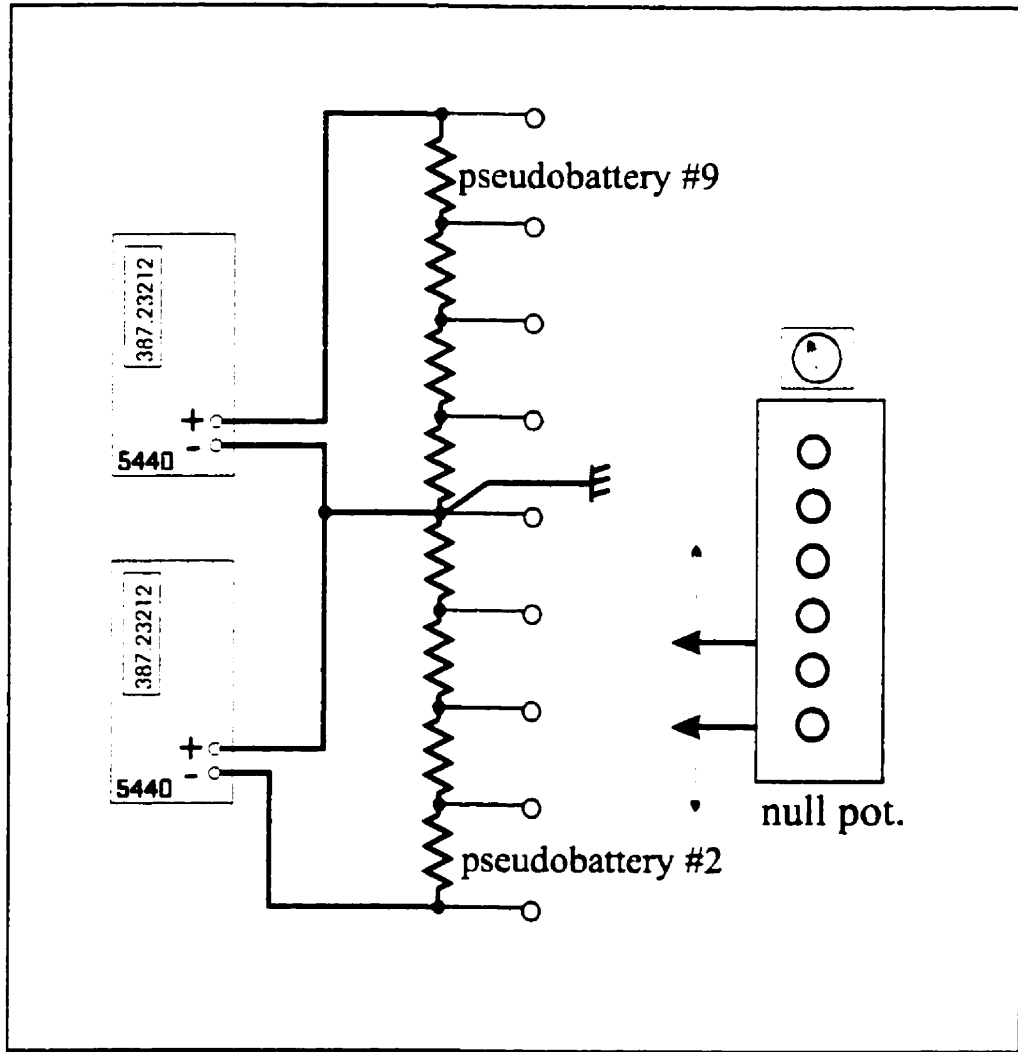 pseudobattery #9
387.23212
+
-
5440
387.23212
+
-
5440
null pot.
pseudobattery #2